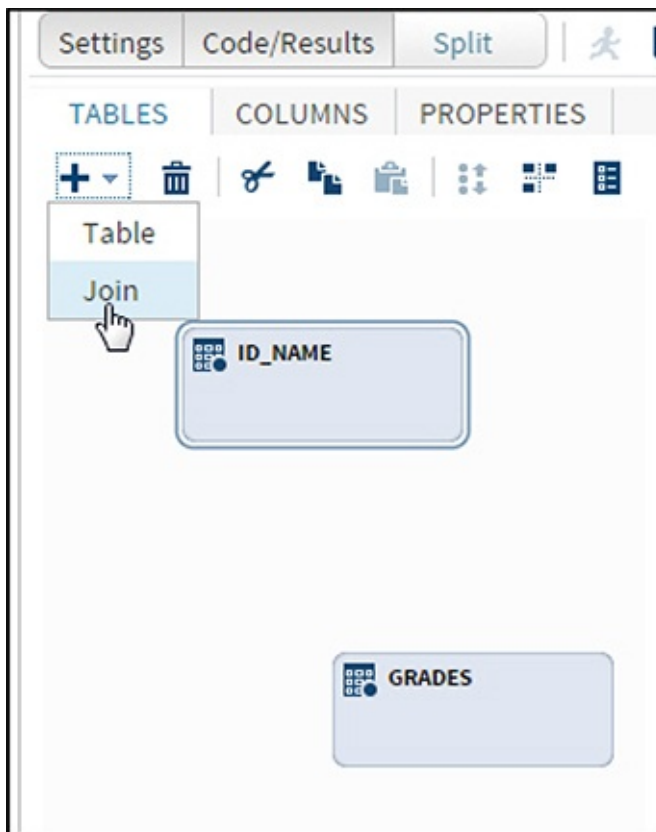 Settings Code/Results Split
TABLES COLUMNS PROPERTIES
Table
Join
ID_NAME
GRADES